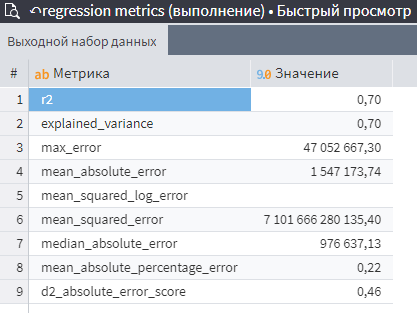 regression metrics (выполнение) • Быстрый просмотр
Выходной набор данных
# ab Метрика 9.0 Значение
1 r2 0,70
2 explained_variance 0,70
3 max_error 47 052 667,30
4 mean_absolute_error 1 547 173,74
5 mean_squared_log_error
6 mean_squared_error 7 101 666 280 135,40
7 median_absolute_error 976 637,13
8 mean_absolute_percentage_error 0,22
9 d2_absolute_error_score 0,46